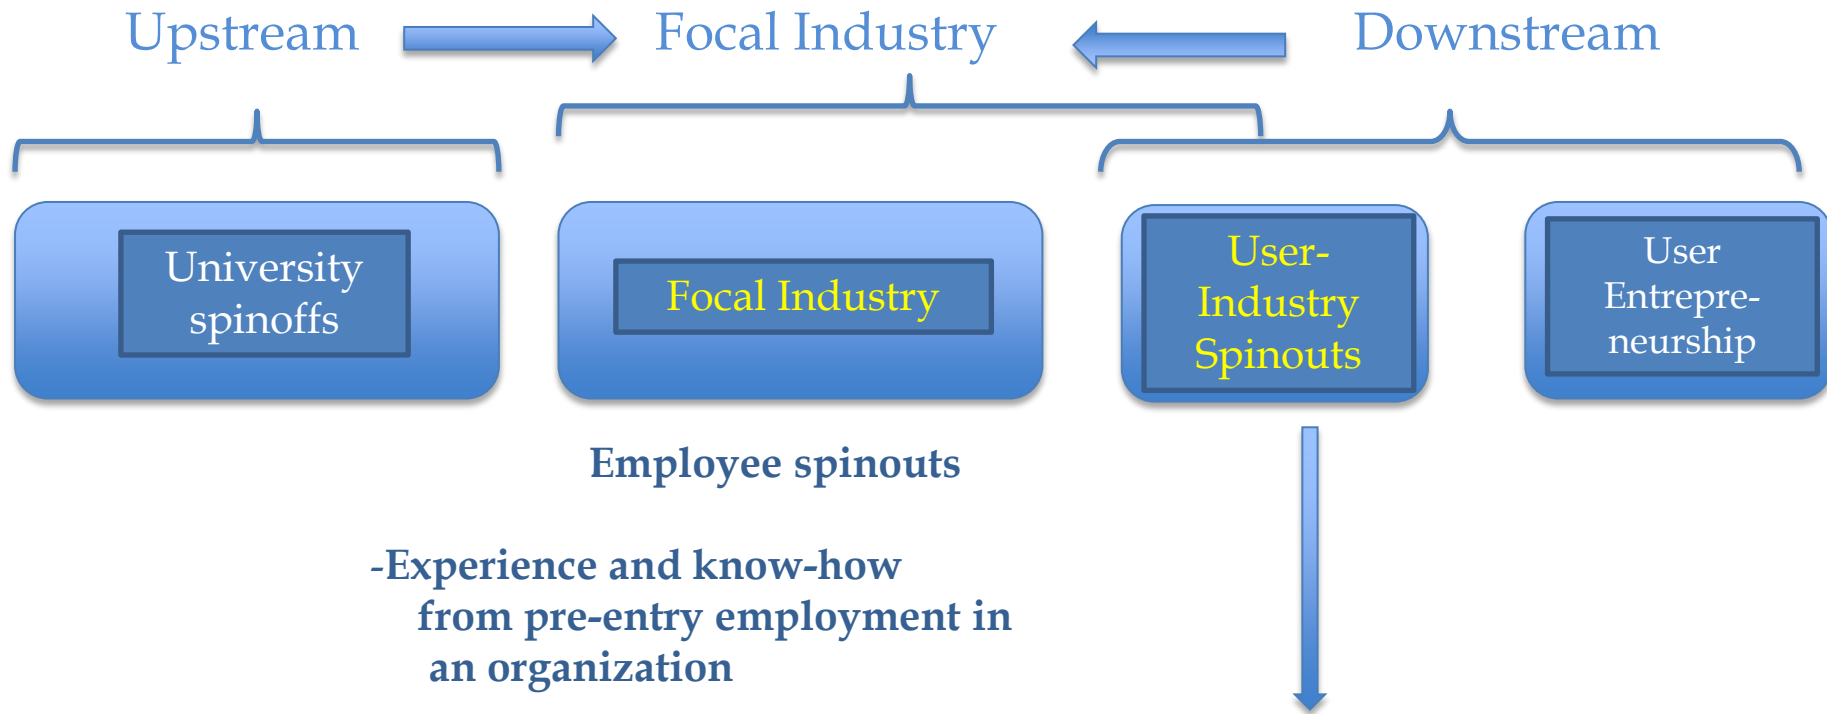 Upstream
Focal Industry
Downstream
University
spinoffs
Focal Industry
User-
Industry
Spinouts
User
Entrepre-
neurship
Employee spinouts
-Experience and know-how
from pre-entry employment in
an organization